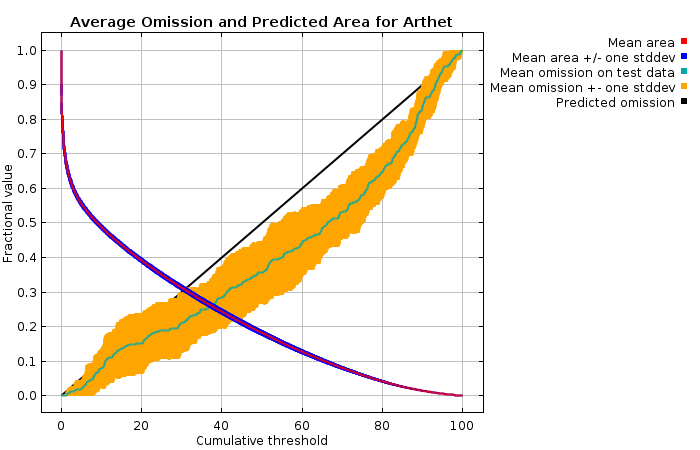 Average Omission and Predicted Area for Arthet
Mean area
Mean area +/- one stddev
Mean omission on test data
Mean omission +- one stddev
Predicted omission
Fractional value
1.0
0.9
0.8
0.7
0.6
0.5
0.4
0.3
0.2
0.1
0.0
0 20 40 60 80 100
Cumulative threshold